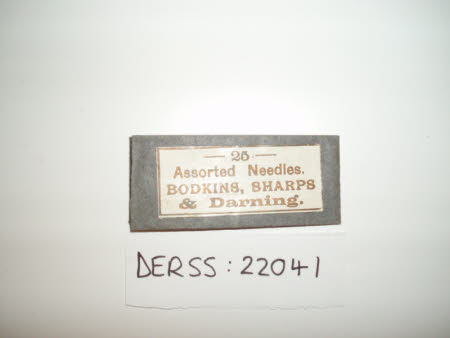 — 25 —
Assorted Needles.
BODKINS, SHARPS
& Darning.
DERSS : 22041